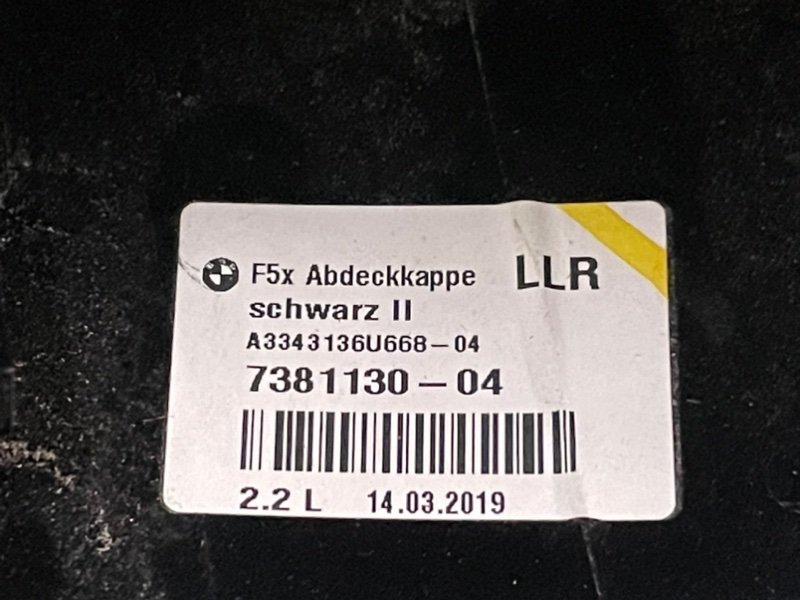 F5x Abdeckkappe LLR
schwarz II
A3343136U668-04
7381130-04
2.2 L 14.03.2019